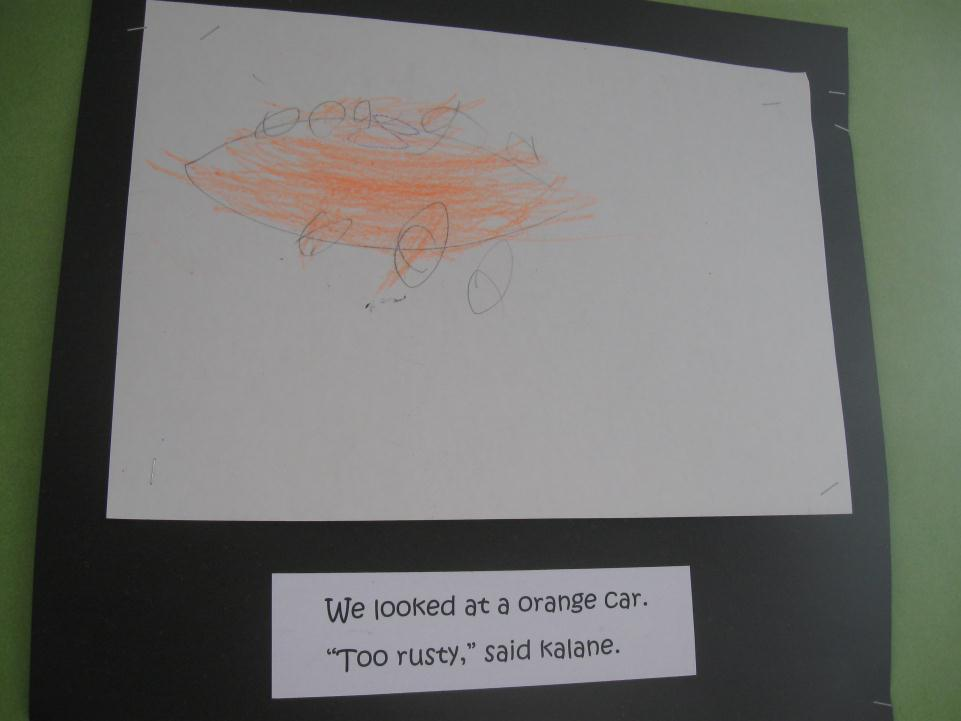 We looked at a orange car.
“Too rusty,” said kalane.